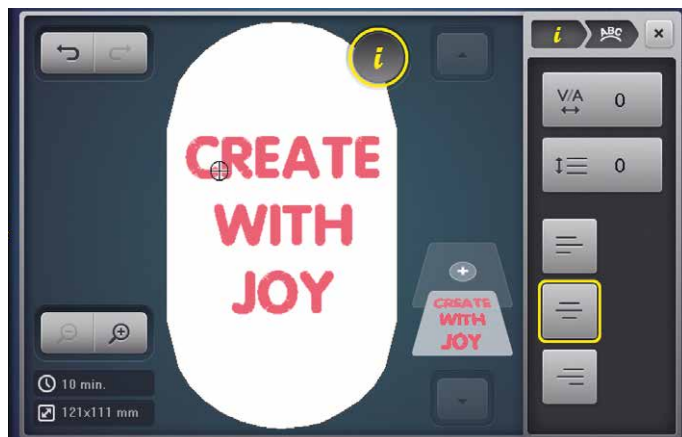 i
i
ABC
×
V/A
0
0
CREATE
WITH
JOY
CREATE
WITH
JOY
10 min.
121x111 mm